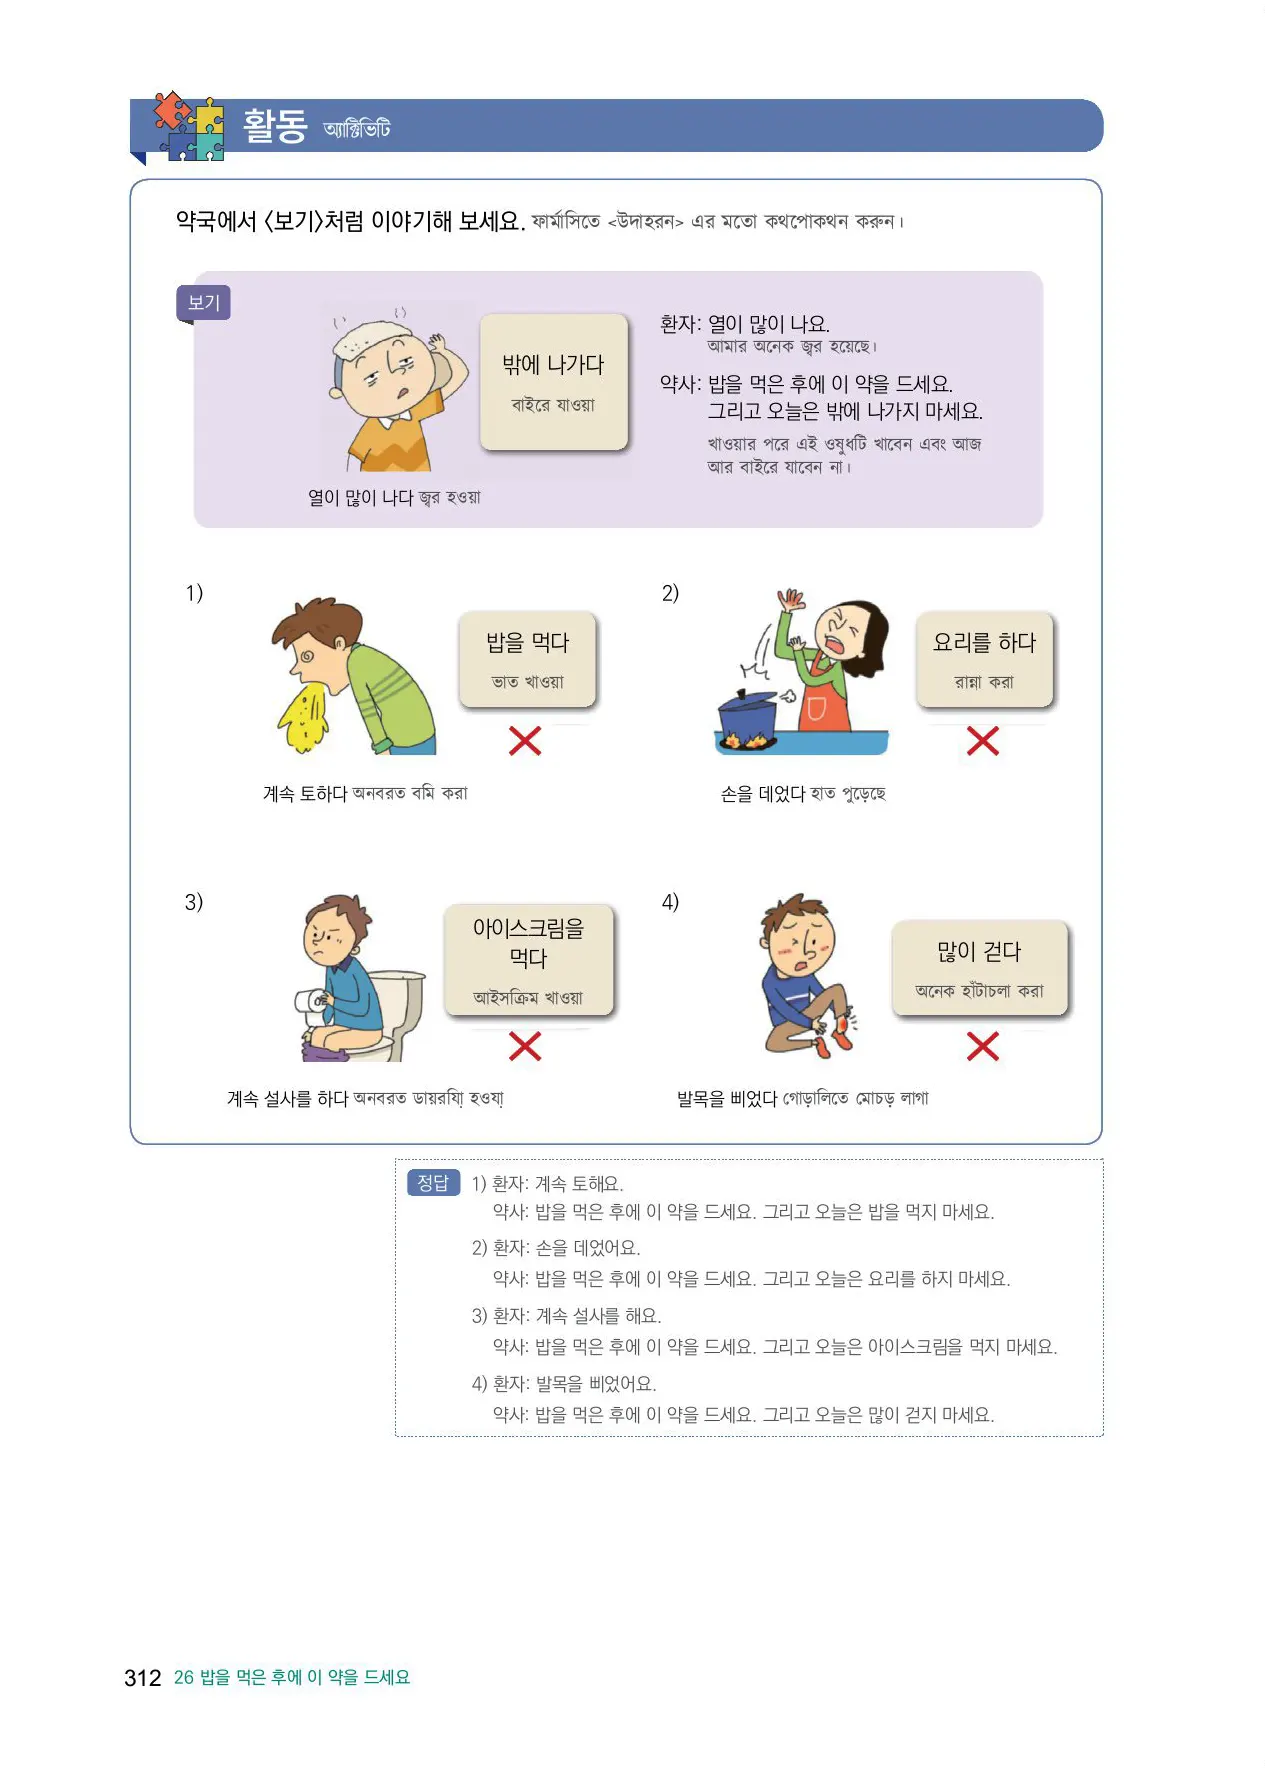 활동 অ্যাক্টিভিটি
약국에서 〈보기〉처럼 이야기해 보세요. ফার্মাসিতে <উদাহরন> এর মতো কথপোকথন করুন।
보기
밖에 나가다
বাইরে যাওয়া
열이 많이 나다 জ্বর হওয়া
환자: 열이 많이 나요.
আমার অনেক জ্বর হয়েছে।
약사: 밥을 먹은 후에 이 약을 드세요.
그리고 오늘은 밖에 나가지 마세요.
খাওয়ার পরে এই ওষুধটি খাবেন এবং আজ
আর বাইরে যাবেন না।
1)
밥을 먹다
ভাত খাওয়া
계속 토하다 অনবরত বমি করা
2)
요리를 하다
রান্না করা
손을 데었다 হাত পুড়েছে
3)
아이스크림을
먹다
আইসক্রিম খাওয়া
계속 설사를 하다 অনবরত ডায়রিয়া হওয়া
4)
많이 걷다
অনেক হাঁটাচলা করা
발목을 삐었다 গোড়ালিতে মোচড় লাগা
정답
1) 환자: 계속 토해요.
약사: 밥을 먹은 후에 이 약을 드세요. 그리고 오늘은 밥을 먹지 마세요.
2) 환자: 손을 데었어요.
약사: 밥을 먹은 후에 이 약을 드세요. 그리고 오늘은 요리를 하지 마세요.
3) 환자: 계속 설사를 해요.
약사: 밥을 먹은 후에 이 약을 드세요. 그리고 오늘은 아이스크림을 먹지 마세요.
4) 환자: 발목을 삐었어요.
약사: 밥을 먹은 후에 이 약을 드세요. 그리고 오늘은 많이 걷지 마세요.
312 26 밥을 먹은 후에 이 약을 드세요